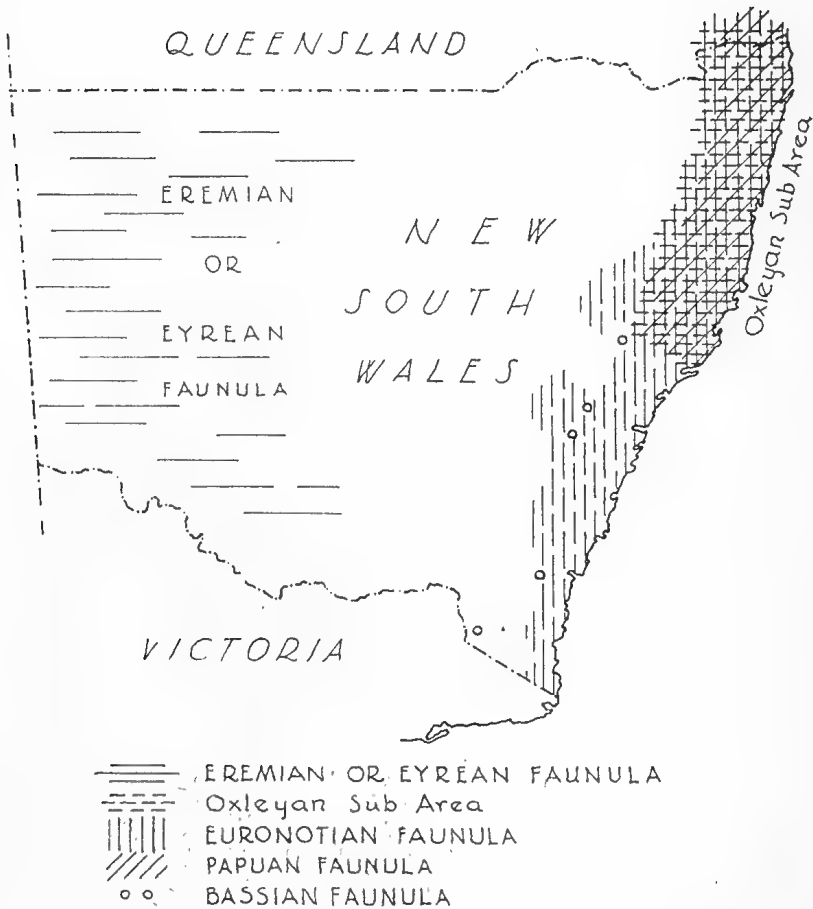 QUEENSLAND
EREMIAN
OR
EYREAN
FAUNULA
NEW
SOUTH
WALES
Oxleyan Sub Area
VICTORIA
EREMIAN OR EYREAN FAUNULA
Oxleyan Sub Area
EURONOTIAN FAUNULA
PAPUAN FAUNULA
BASSIAN FAUNULA